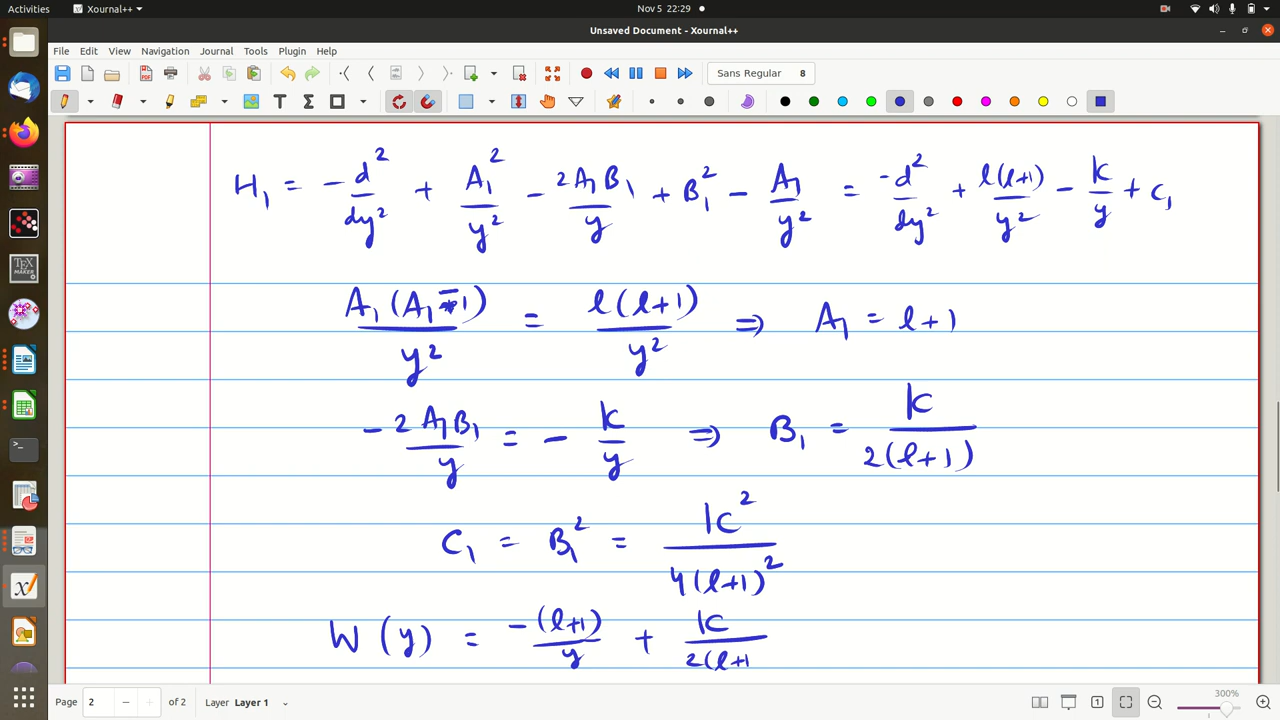 Activities Xournal++ Nov 5 22:29
Unsaved Document - Xournal++
File Edit View Navigation Journal Tools Plugin Help
Sans Regular 8
H₁ = -d²/dy² + A₁²/y² - 2A₁B₁/y + B₁² - A₁/y² = -d²/dy² + l(l+1)/y² - k/y + C₁
A₁(A₁-1)/y² = l(l+1)/y² ⇒ A₁ = l+1
-2A₁B₁/y = -k/y ⇒ B₁ = k/2(l+1)
C₁ = B₁² = k²/4(l+1)²
W(y) = -(l+1)/y + k/2(l+1
Page 2 of 2 Layer Layer 1 1 300%